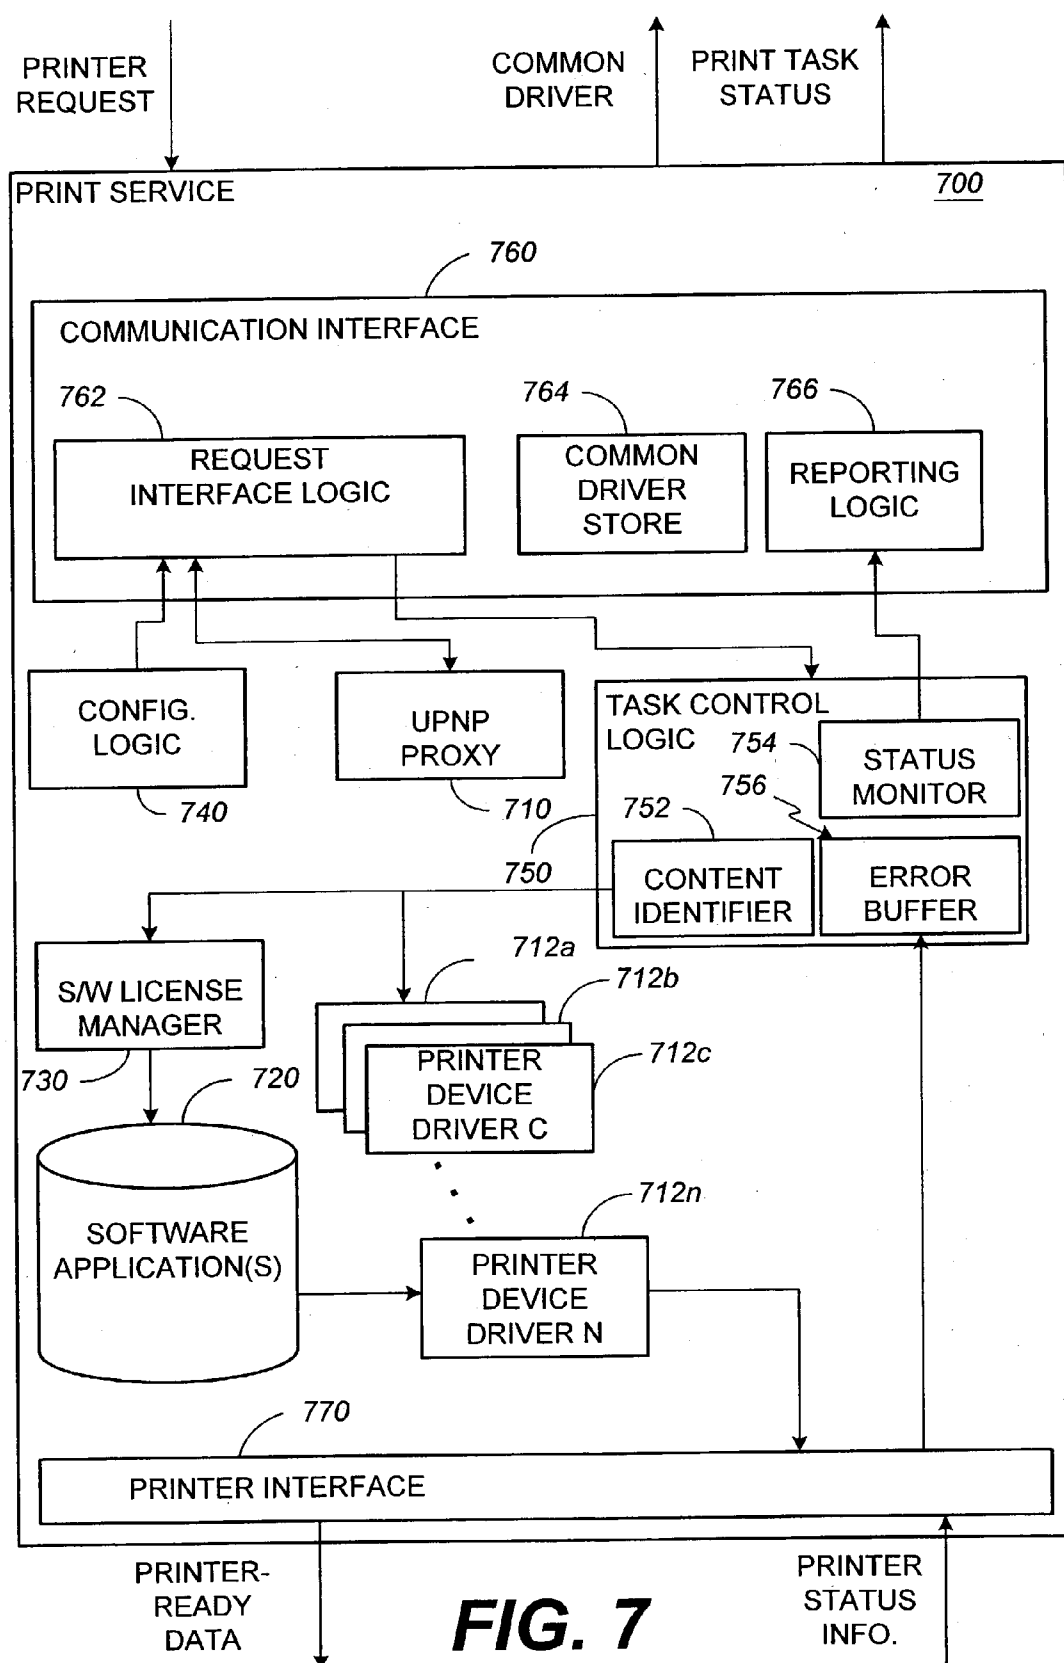 PRINTER
REQUEST
COMMON
DRIVER
PRINT TASK
STATUS
PRINT SERVICE
700
760
COMMUNICATION INTERFACE
762
764
766
REQUEST
INTERFACE LOGIC
COMMON
DRIVER
STORE
REPORTING
LOGIC
CONFIG.
LOGIC
740
UPNP
PROXY
710
TASK CONTROL
LOGIC
754
STATUS
MONITOR
756
752
750
CONTENT
IDENTIFIER
ERROR
BUFFER
S/W LICENSE
MANAGER
730
720
712a
712b
712c
PRINTER
DEVICE
DRIVER C
SOFTWARE
APPLICATION(S)
712n
PRINTER
DEVICE
DRIVER N
770
PRINTER INTERFACE
PRINTER-
READY
DATA
FIG. 7
PRINTER
STATUS
INFO.